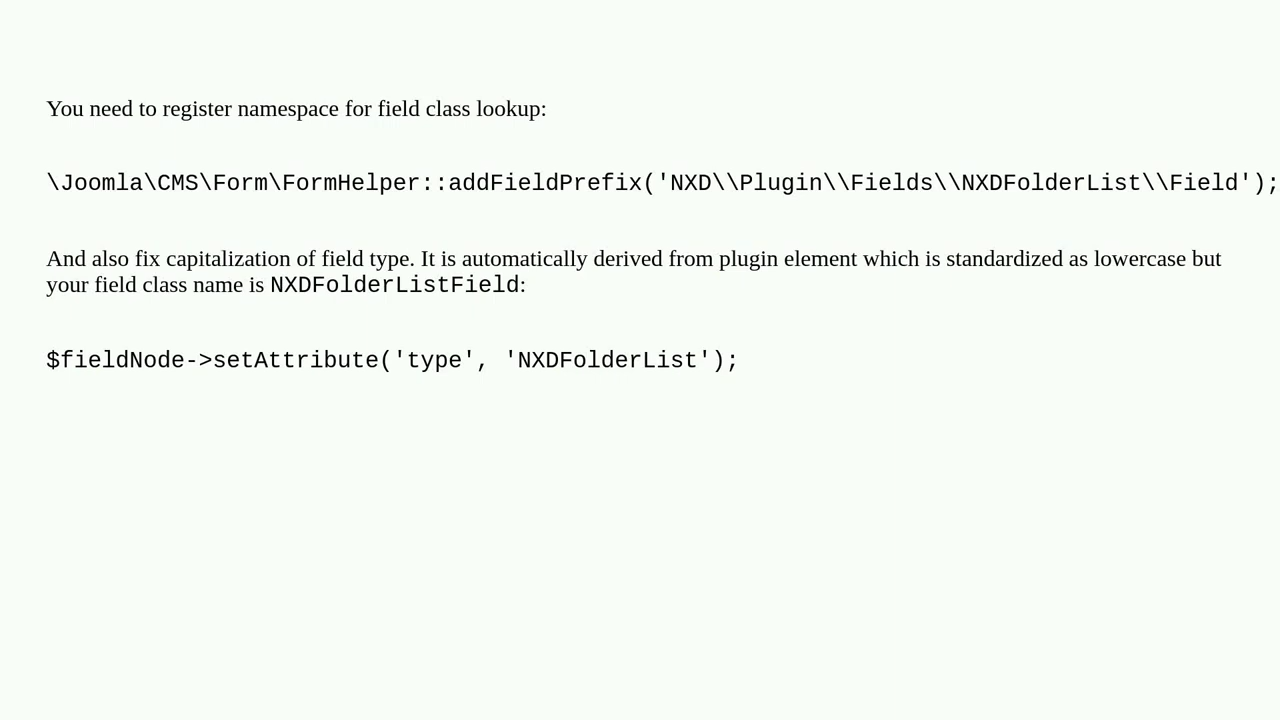 You need to register namespace for field class lookup:
\Joomla\CMS\Form\FormHelper::addFieldPrefix('NXD\\Plugin\\Fields\\NXDFolderList\\Field');
And also fix capitalization of field type. It is automatically derived from plugin element which is standardized as lowercase but
your field class name is NXDFolderListField:
$fieldNode->setAttribute('type', 'NXDFolderList');